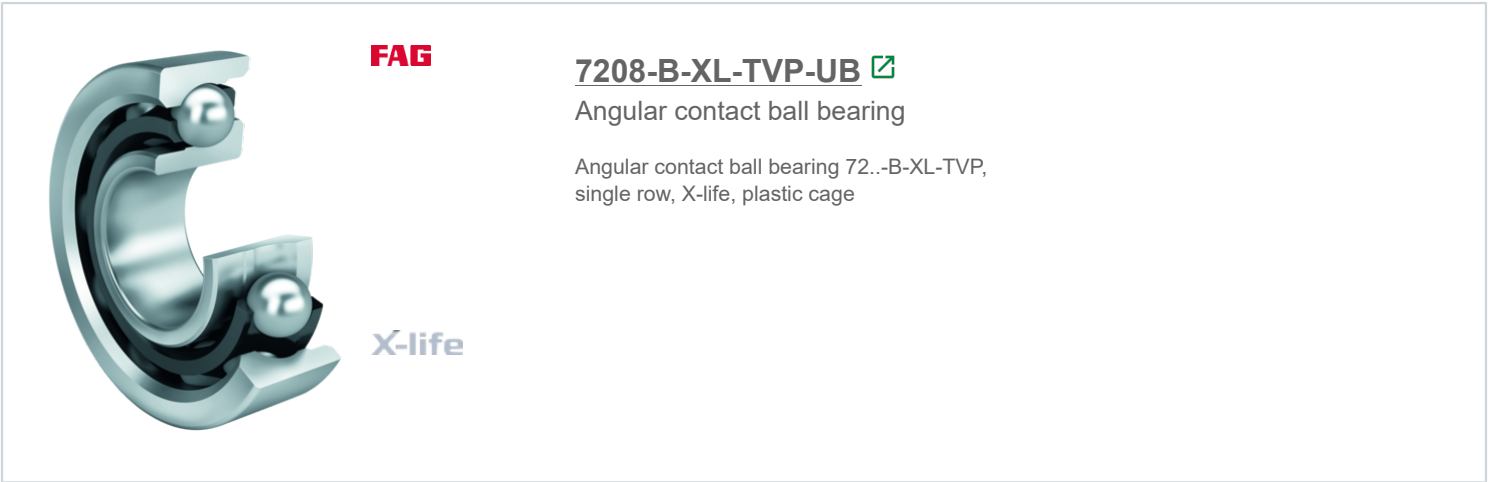 FAG
7208-B-XL-TVP-UB
Angular contact ball bearing
Angular contact ball bearing 72..-B-XL-TVP,
single row, X-life, plastic cage
X-life